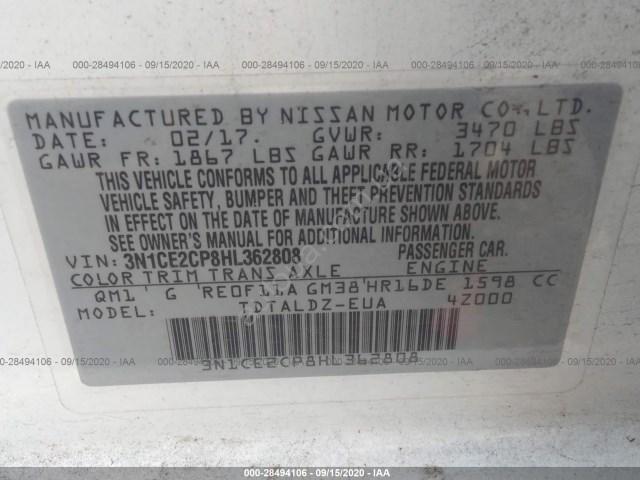 000-28494106 - 09/15/2020 - IAA
MANUFACTURED BY NISSAN MOTOR CO., LTD.
DATE: 02/17. GVWR: 3470 LBS
GAWR FR: 1867 LBS GAWR RR: 1704 LBS
THIS VEHICLE CONFORMS TO ALL APPLICABLE FEDERAL MOTOR
VEHICLE SAFETY, BUMPER AND THEFT PREVENTION STANDARDS
IN EFFECT ON THE DATE OF MANUFACTURE SHOWN ABOVE.
SEE OWNER'S MANUAL FOR ADDITIONAL INFORMATION
VIN: 3N1CE2CP8HL362808 PASSENGER CAR.
COLOR TRIM TRANS AXLE ENGINE
QM1 G RE0F11A GM38 HR16DE 1598 CC
MODEL: TDTALDZ-EUA 4Z000
3N1CE2CP8HL362808
000-28494106 - 09/15/2020 - IAA